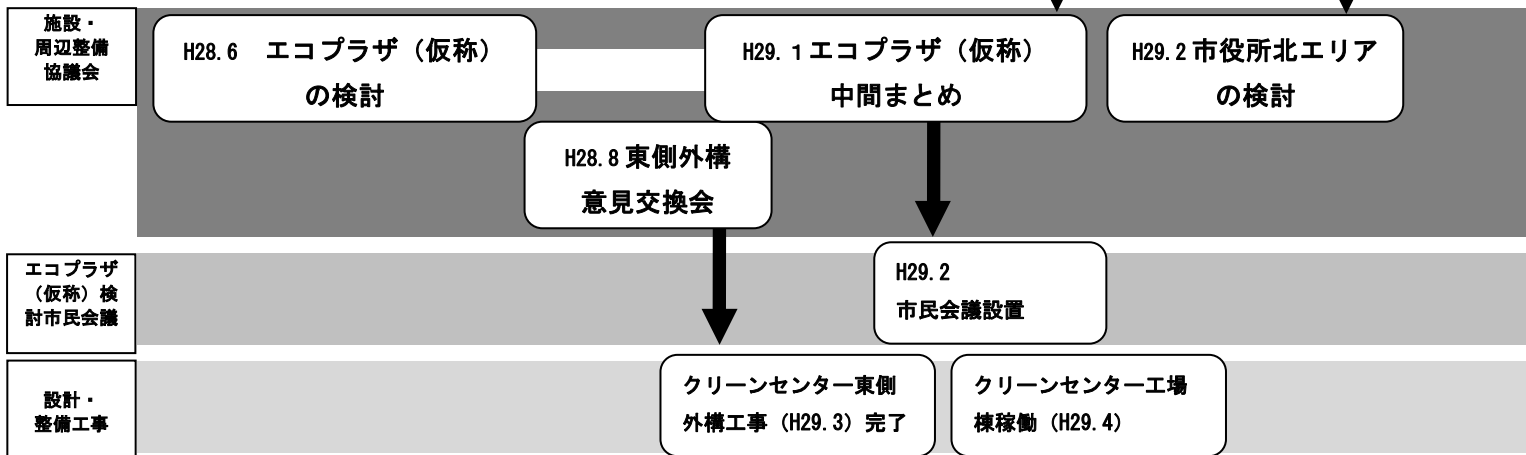 施設・
周辺整備
協議会
H28.6 エコプラザ（仮称）
の検討
H29.1エコプラザ（仮称）
中間まとめ
H29.2市役所北エリア
の検討
H28.8東側外構
意見交換会
エコプラザ
（仮称）検
討市民会議
H29.2
市民会議設置
設計・
整備工事
クリーンセンター東側
外構工事（H29.3）完了
クリーンセンター工場
棟稼働（H29.4）